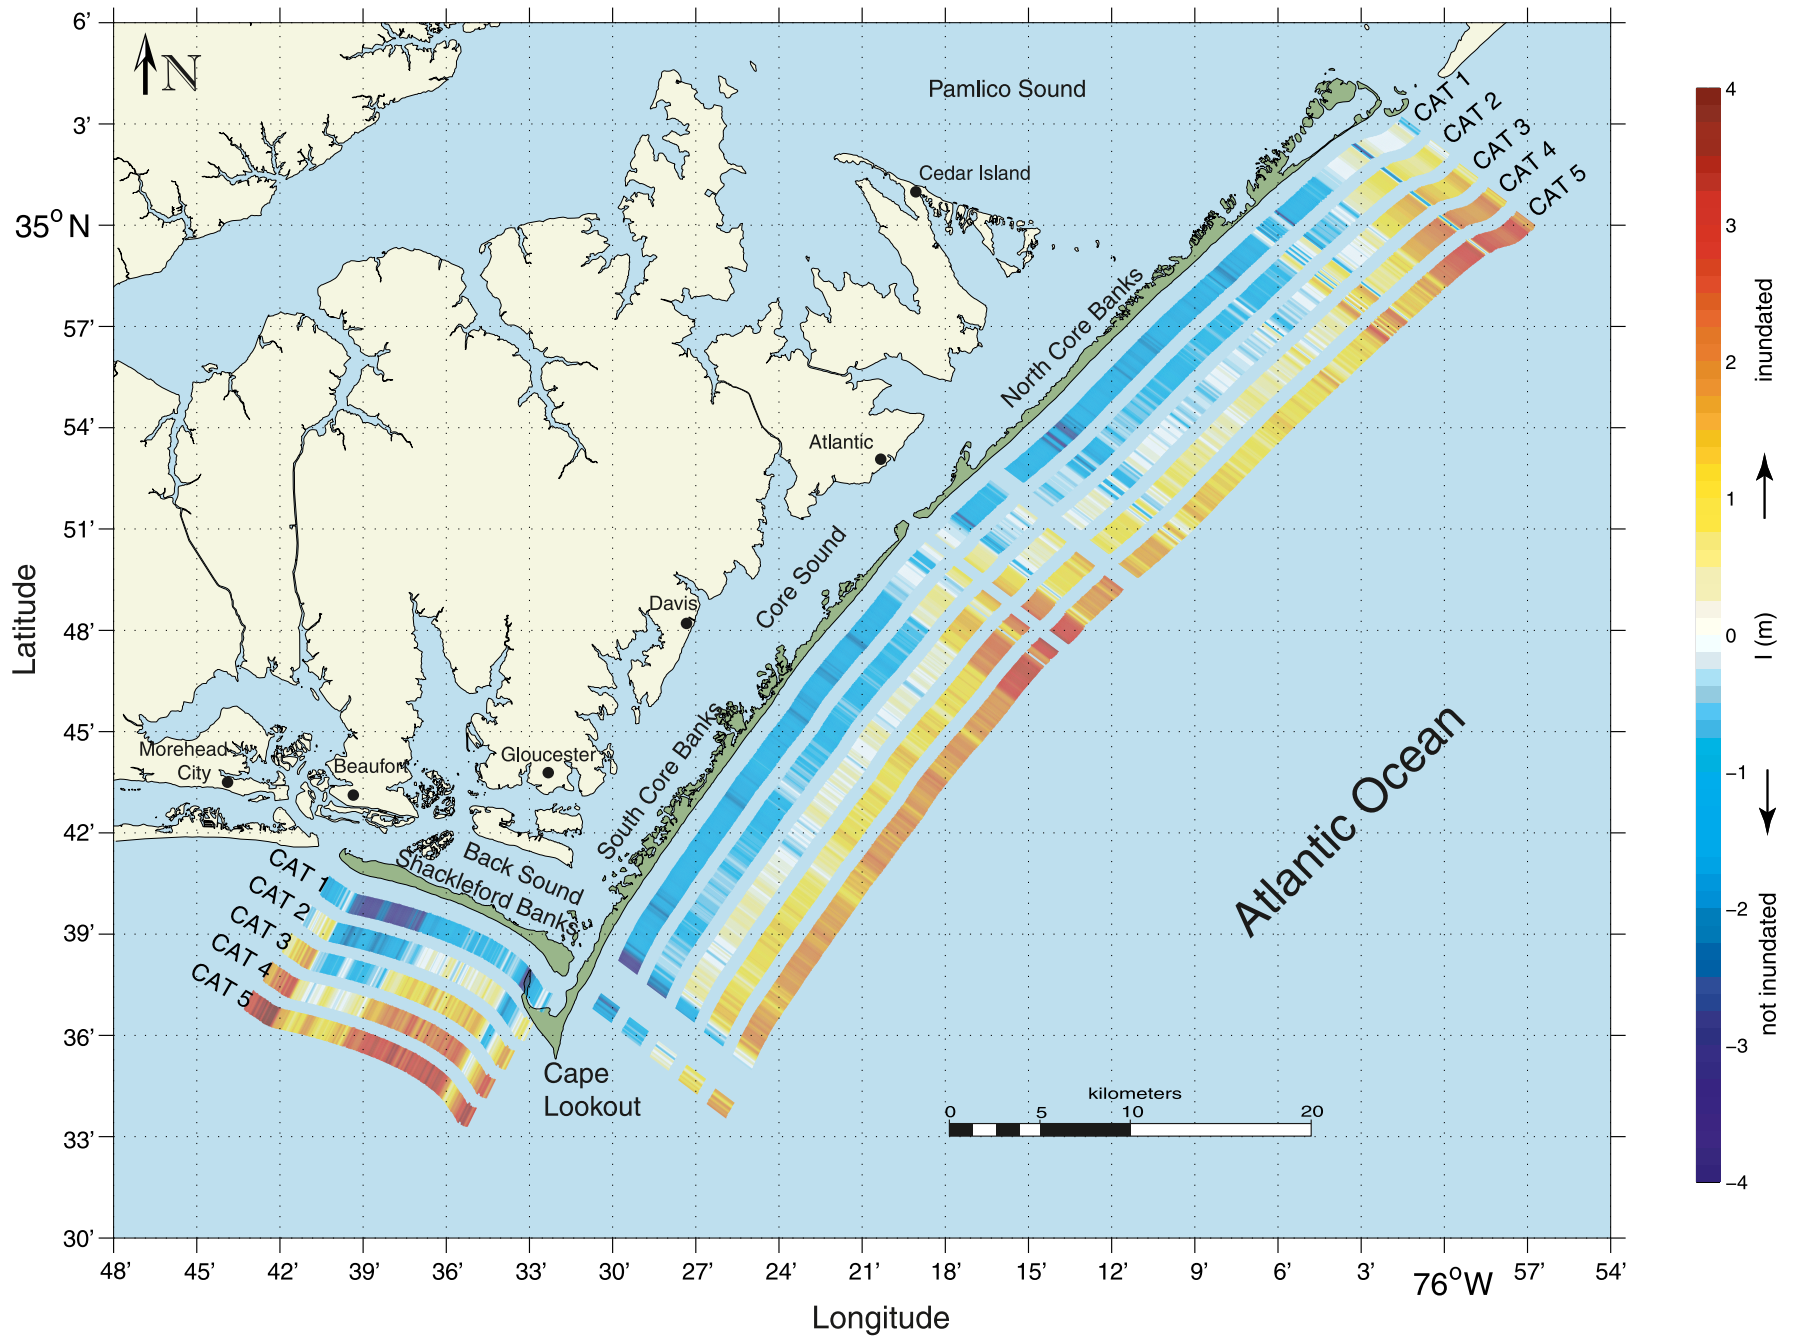 6'
3'
35° N
57'
54'
51'
48'
45'
42'
39'
36'
33'
30'
Latitude
N
Pamlico Sound
Cedar Island
North Core Banks
Atlantic
Core Sound
Davis
South Core Banks
Morehead
City
Beaufort
Gloucester
Back Sound
Shackleford Banks
Cape
Lookout
Atlantic Ocean
CAT 1
CAT 2
CAT 3
CAT 4
CAT 5
CAT 1
CAT 2
CAT 3
CAT 4
CAT 5
kilometers
0 5 10 20
48' 45' 42' 39' 36' 33' 30' 27' 24' 21' 18' 15' 12' 9' 6' 3' 76°W 57' 54'
Longitude
4
3
2
1
0
−1
−2
−3
−4
inundated
I (m)
not inundated